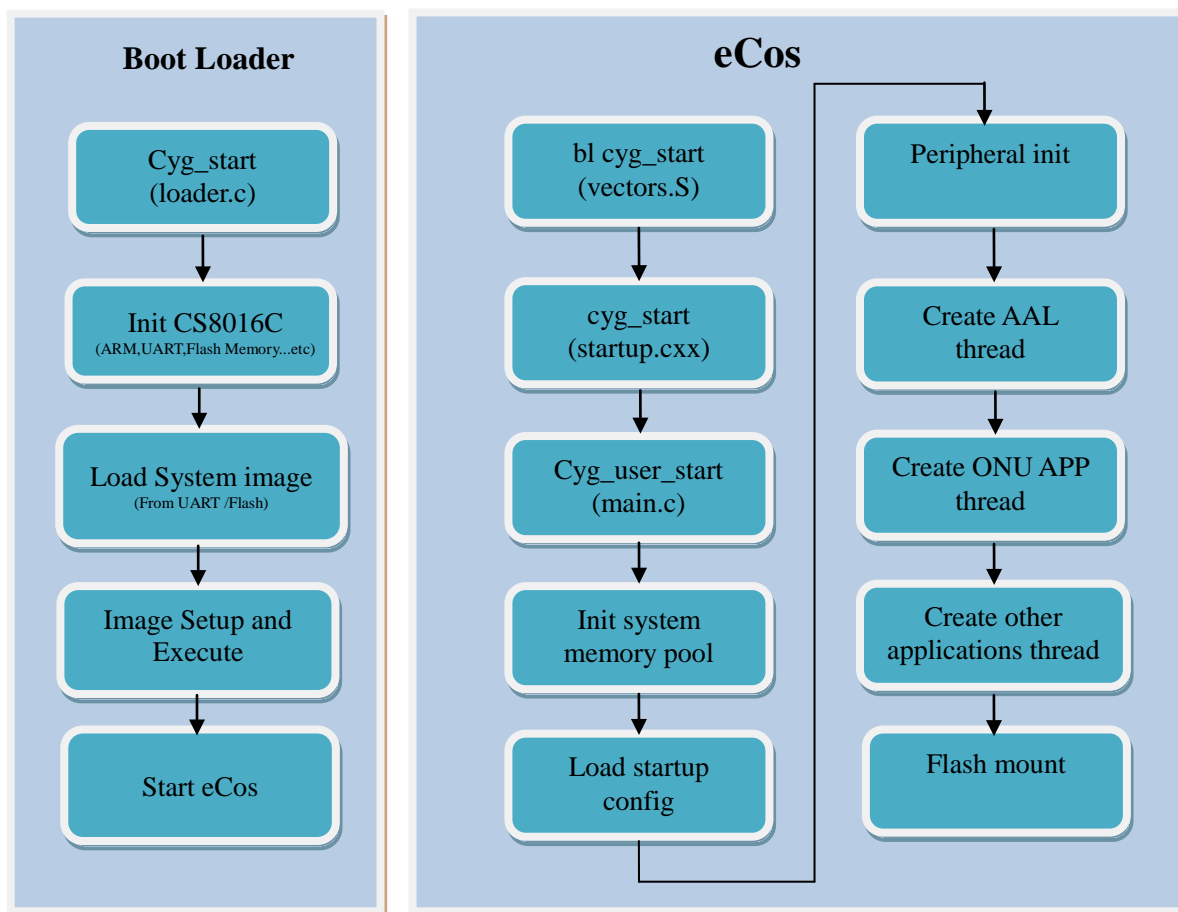 Boot Loader
Cyg_start
(loader.c)
Init CS8016C
(ARM,UART,Flash Memory...etc)
Load System image
(From UART /Flash)
Image Setup and
Execute
Start eCos
eCos
bl cyg_start
(vectors.S)
cyg_start
(startup.cxx)
Cyg_user_start
(main.c)
Init system
memory pool
Load startup
config
Peripheral init
Create AAL
thread
Create ONU APP
thread
Create other
applications thread
Flash mount